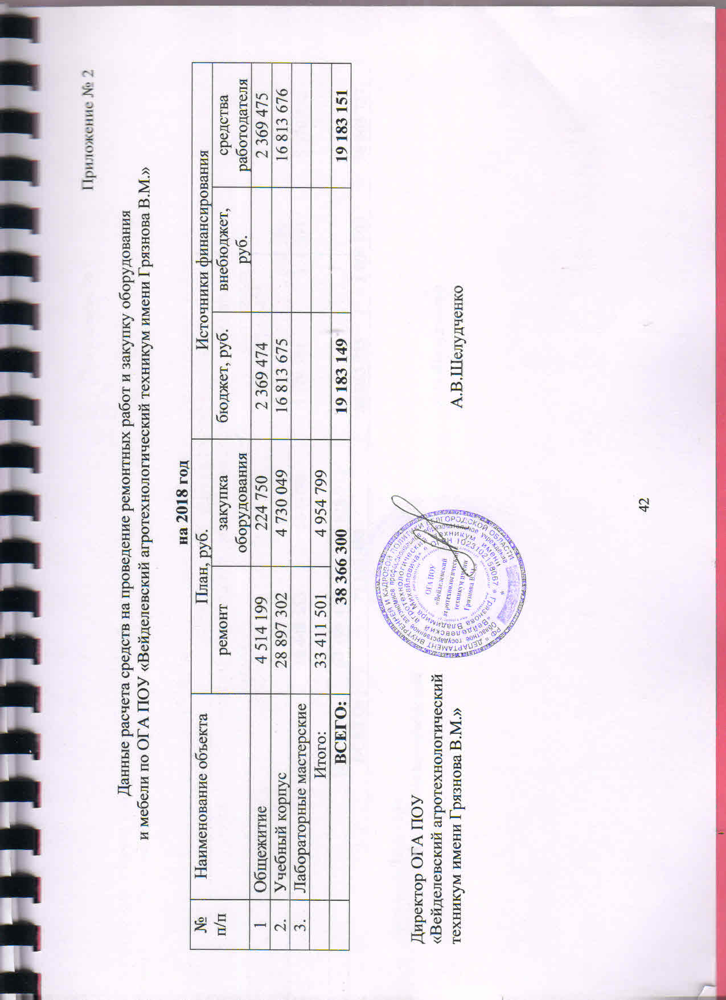 Приложение № 2
Данные расчета средств на проведение ремонтных работ и закупку оборудования
и мебели по ОГА ПОУ «Вейделевский агротехнологический техникум имени Грязнова В.М.»
на 2018 год
№ п/п Наименование объекта План, руб. Источники финансирования
ремонт закупка оборудования бюджет, руб. внебюджет, руб. средства работодателя
1 Общежитие 4 514 199 224 750 2 369 474 2 369 475
2. Учебный корпус 28 897 302 4 730 049 16 813 675 16 813 676
3. Лабораторные мастерские
Итого: 33 411 501 4 954 799
ВСЕГО: 38 366 300 19 183 149 19 183 151
Директор ОГА ПОУ
«Вейделевский агротехнологический
техникум имени Грязнова В.М.»
А.В.Шелудченко
РФ * ДЕПАРТАМЕНТ ВНУТРЕННЕЙ И КАДРОВОЙ ПОЛИТИКИ БЕЛГОРОДСКОЙ ОБЛАСТИ *
Областное государственное автономное профессиональное образовательное учреждение
«Вейделевский агротехнологический техникум имени
Грязнова Владимира Михайловича» * ОГРН 1023102158067 *
ОГА ПОУ
«Вейделевский
агротехнологический
техникум имени
Грязнова В.М.»
42